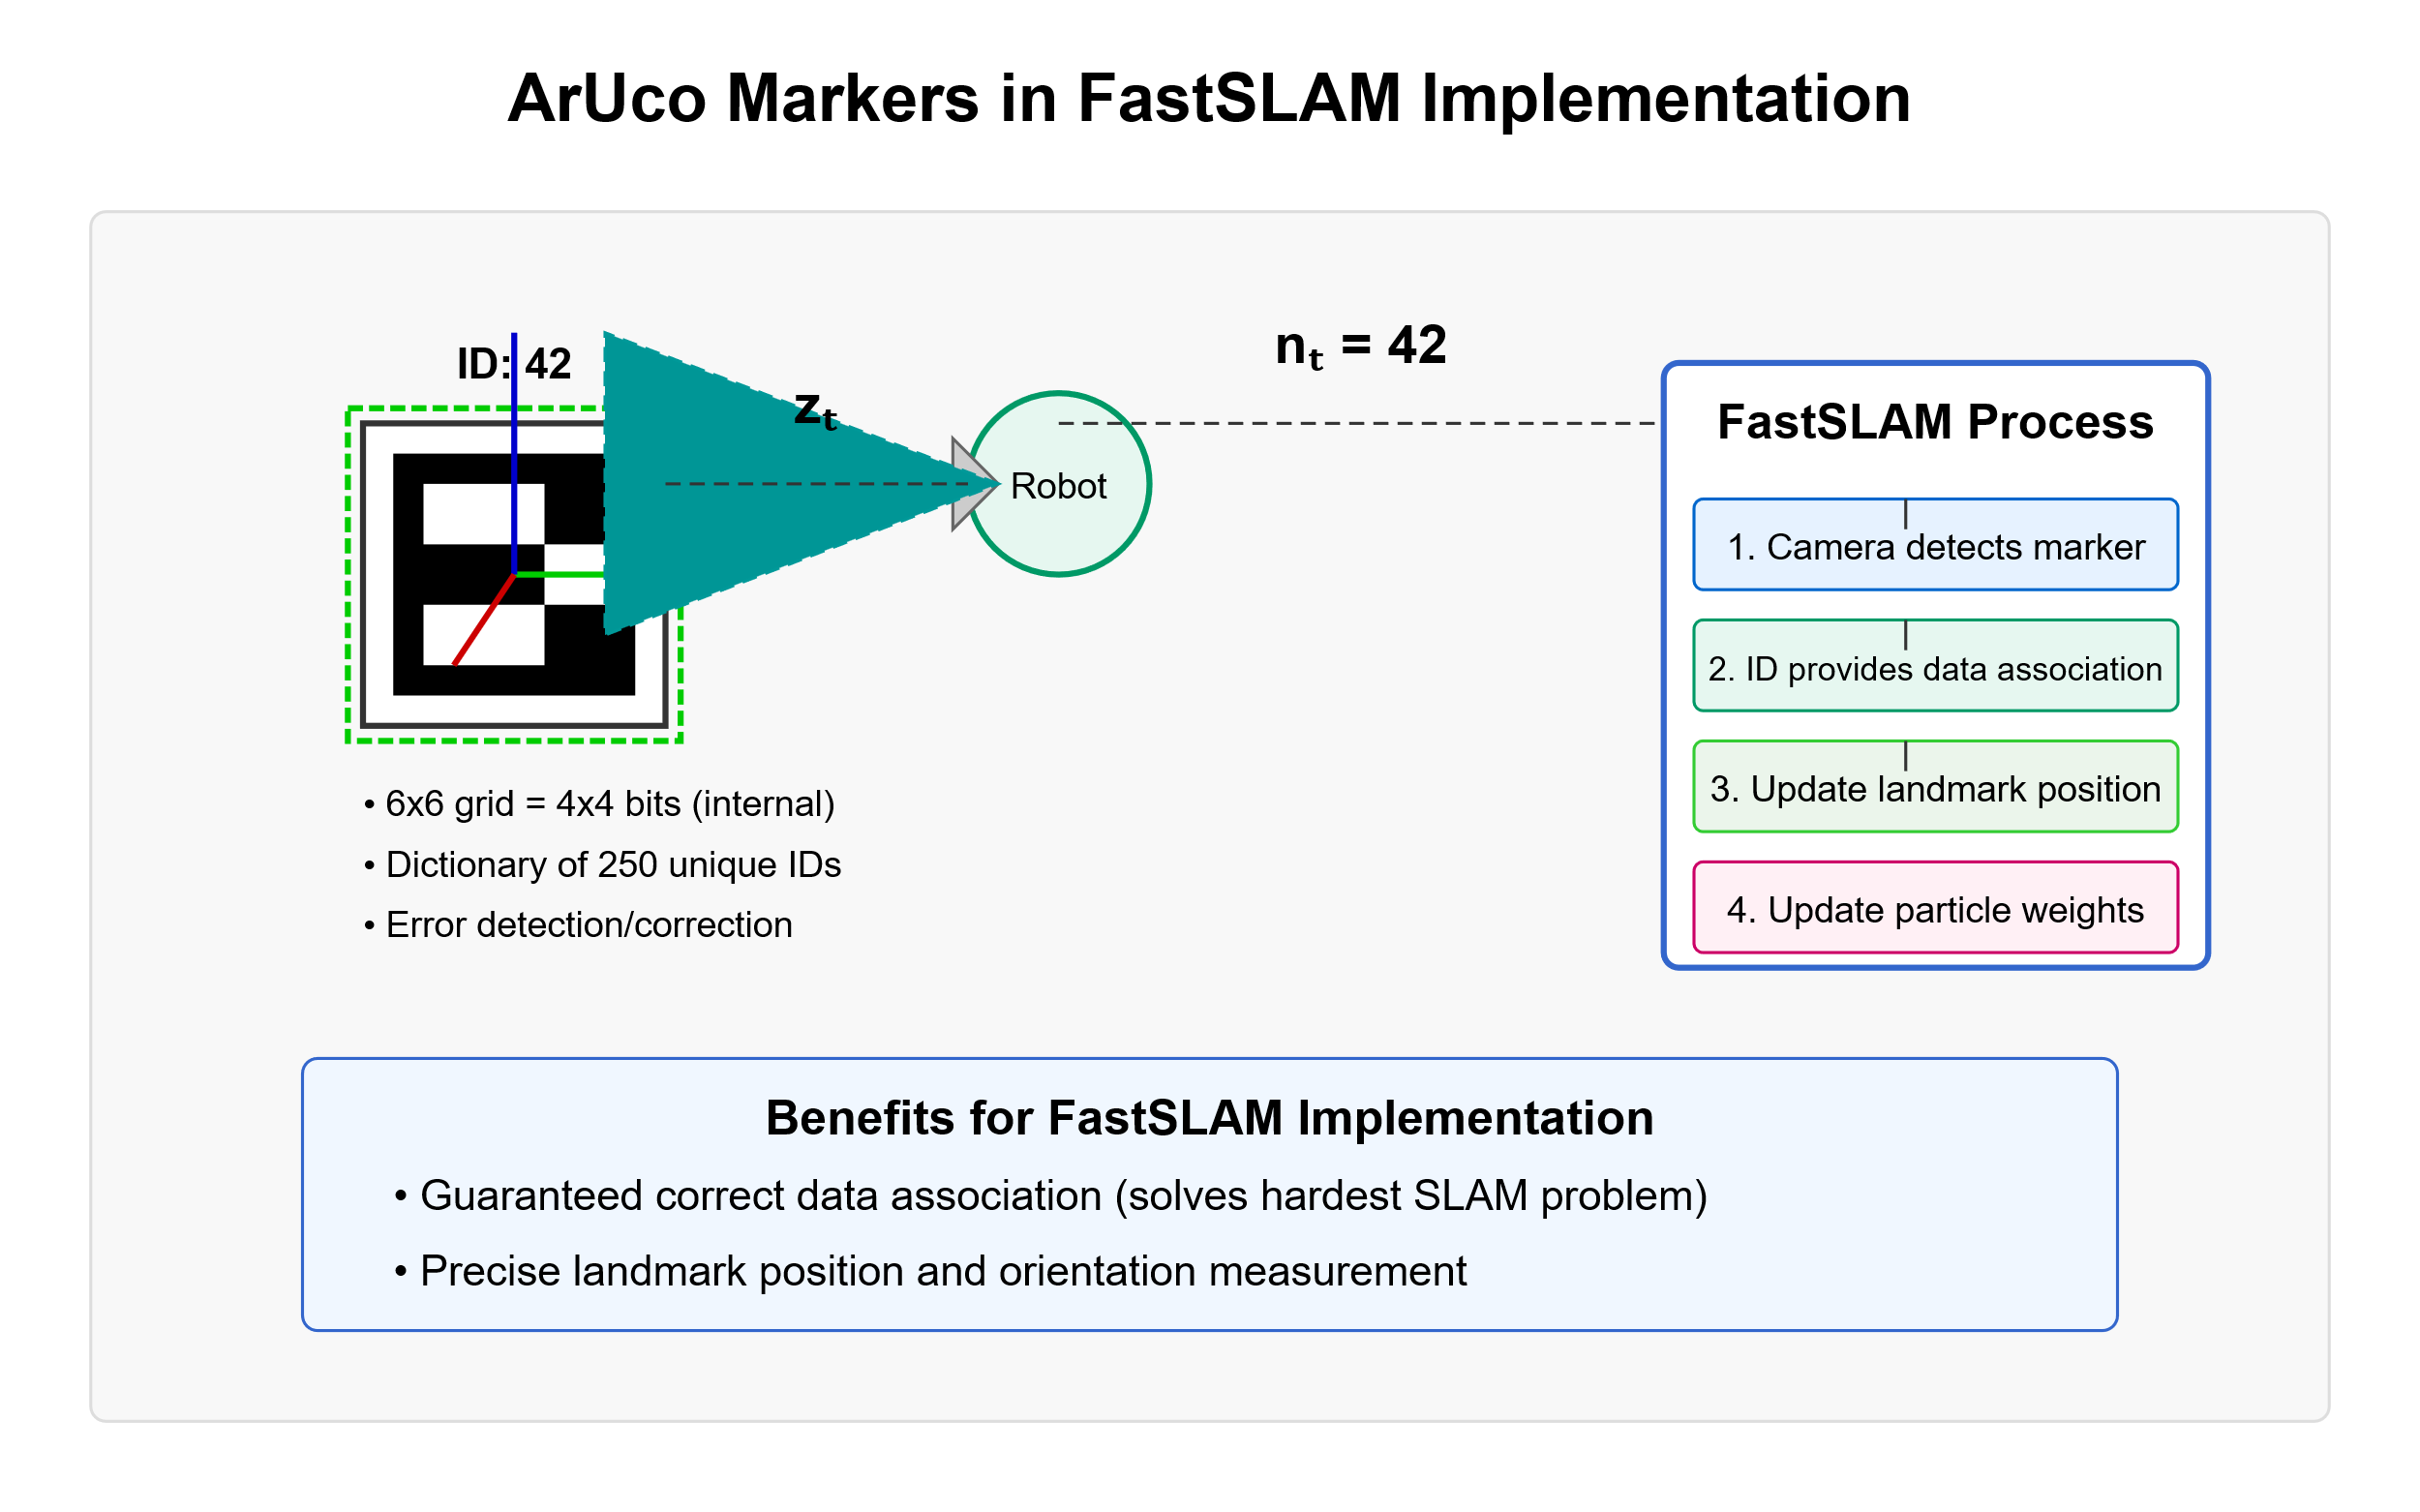 ArUco Markers in FastSLAM Implementation
ID: 42
zₜ
Robot
nₜ = 42
• 6x6 grid = 4x4 bits (internal)
• Dictionary of 250 unique IDs
• Error detection/correction
FastSLAM Process
1. Camera detects marker
2. ID provides data association
3. Update landmark position
4. Update particle weights
Benefits for FastSLAM Implementation
• Guaranteed correct data association (solves hardest SLAM problem)
• Precise landmark position and orientation measurement